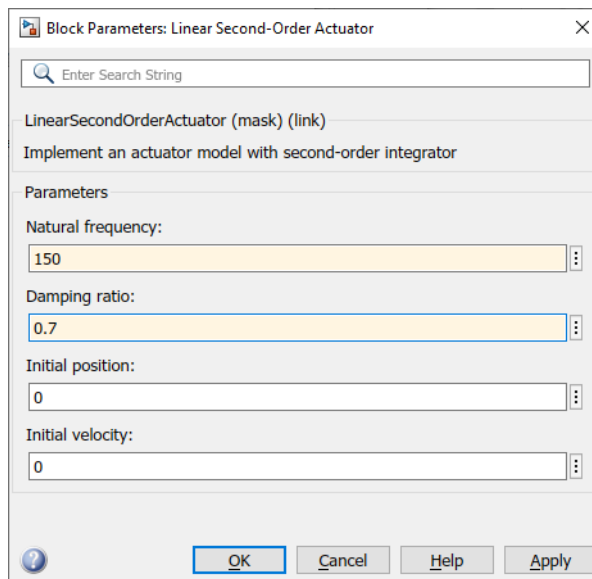 Block Parameters: Linear Second-Order Actuator
Enter Search String
LinearSecondOrderActuator (mask) (link)
Implement an actuator model with second-order integrator
Parameters
Natural frequency:
150
Damping ratio:
0.7
Initial position:
0
Initial velocity:
0
? OK Cancel Help Apply